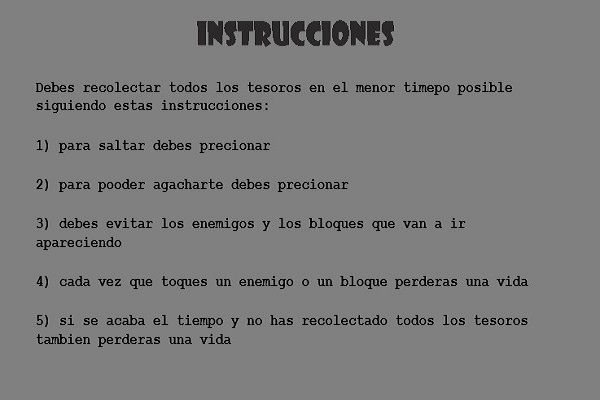 INSTRUCCIONES
Debes recolectar todos los tesoros en el menor timepo posible
siguiendo estas instrucciones:
1) para saltar debes precionar
2) para pooder agacharte debes precionar
3) debes evitar los enemigos y los bloques que van a ir
apareciendo
4) cada vez que toques un enemigo o un bloque perderas una vida
5) si se acaba el tiempo y no has recolectado todos los tesoros
tambien perderas una vida